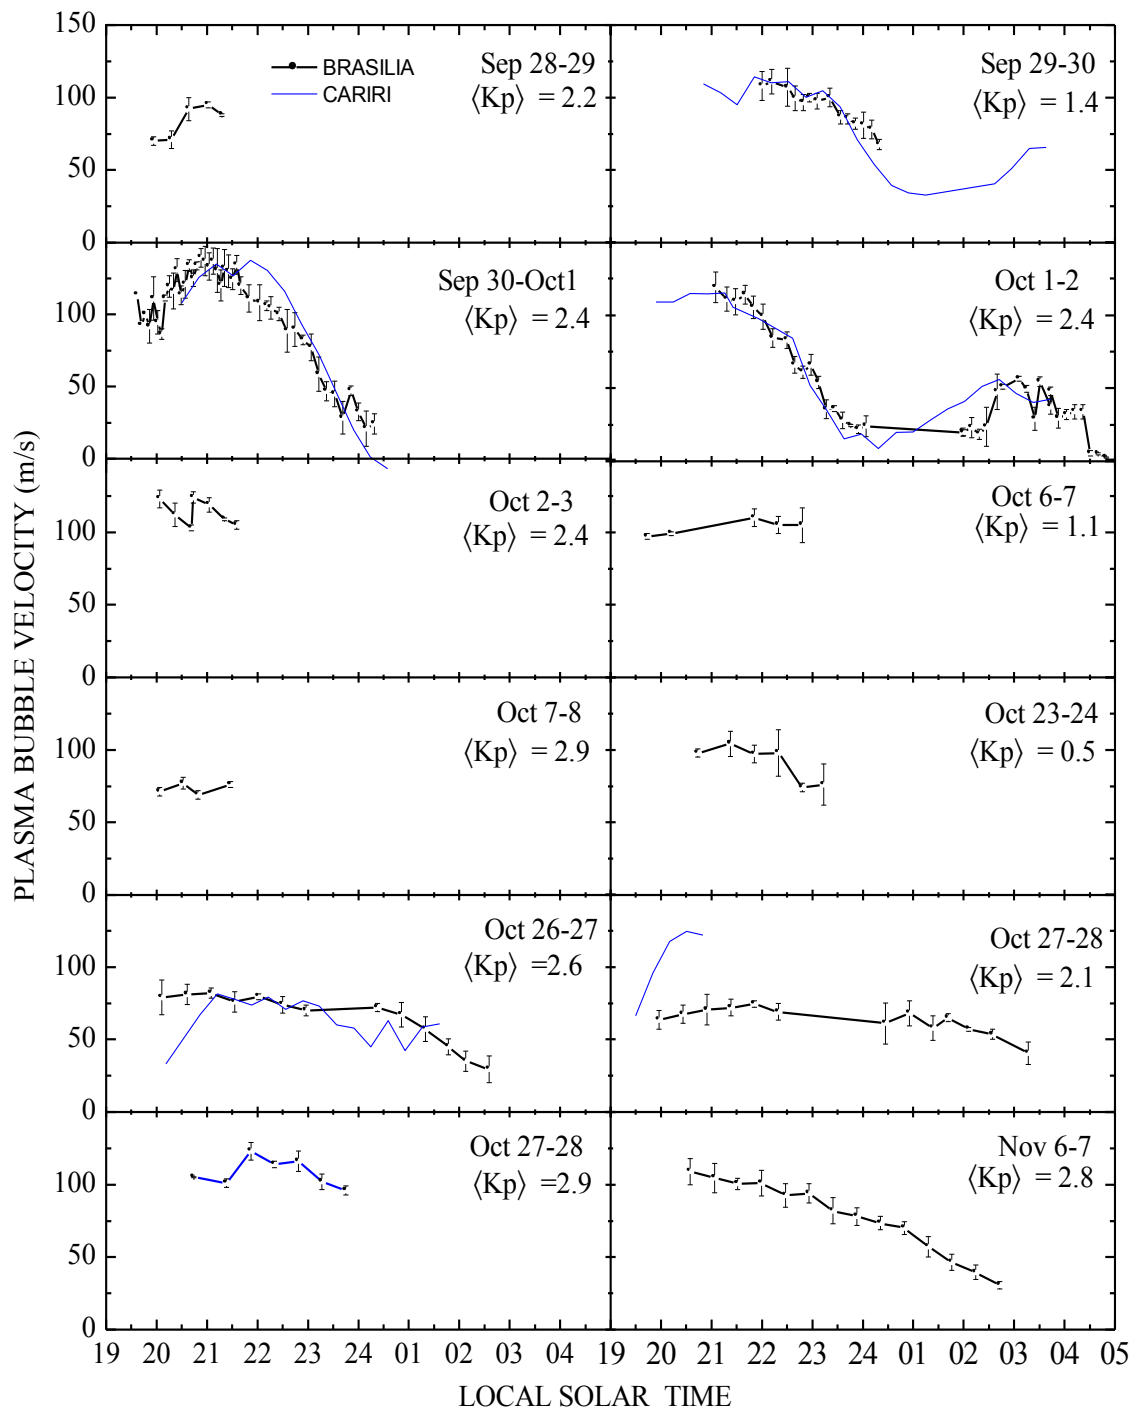 150
BRASILIA
CARIRI
Sep 28-29
⟨Kp⟩ = 2.2
Sep 29-30
⟨Kp⟩ = 1.4
100
50
0
Sep 30-Oct1
⟨Kp⟩ = 2.4
Oct 1-2
⟨Kp⟩ = 2.4
100
50
0
Oct 2-3
⟨Kp⟩ = 2.4
Oct 6-7
⟨Kp⟩ = 1.1
100
50
0
Oct 7-8
⟨Kp⟩ = 2.9
Oct 23-24
⟨Kp⟩ = 0.5
100
50
0
Oct 26-27
⟨Kp⟩ =2.6
Oct 27-28
⟨Kp⟩ = 2.1
100
50
0
Oct 27-28
⟨Kp⟩ =2.9
Nov 6-7
⟨Kp⟩ = 2.8
100
50
0
PLASMA BUBBLE VELOCITY (m/s)
19 20 21 22 23 24 01 02 03 04 19 20 21 22 23 24 01 02 03 04 05
LOCAL SOLAR TIME